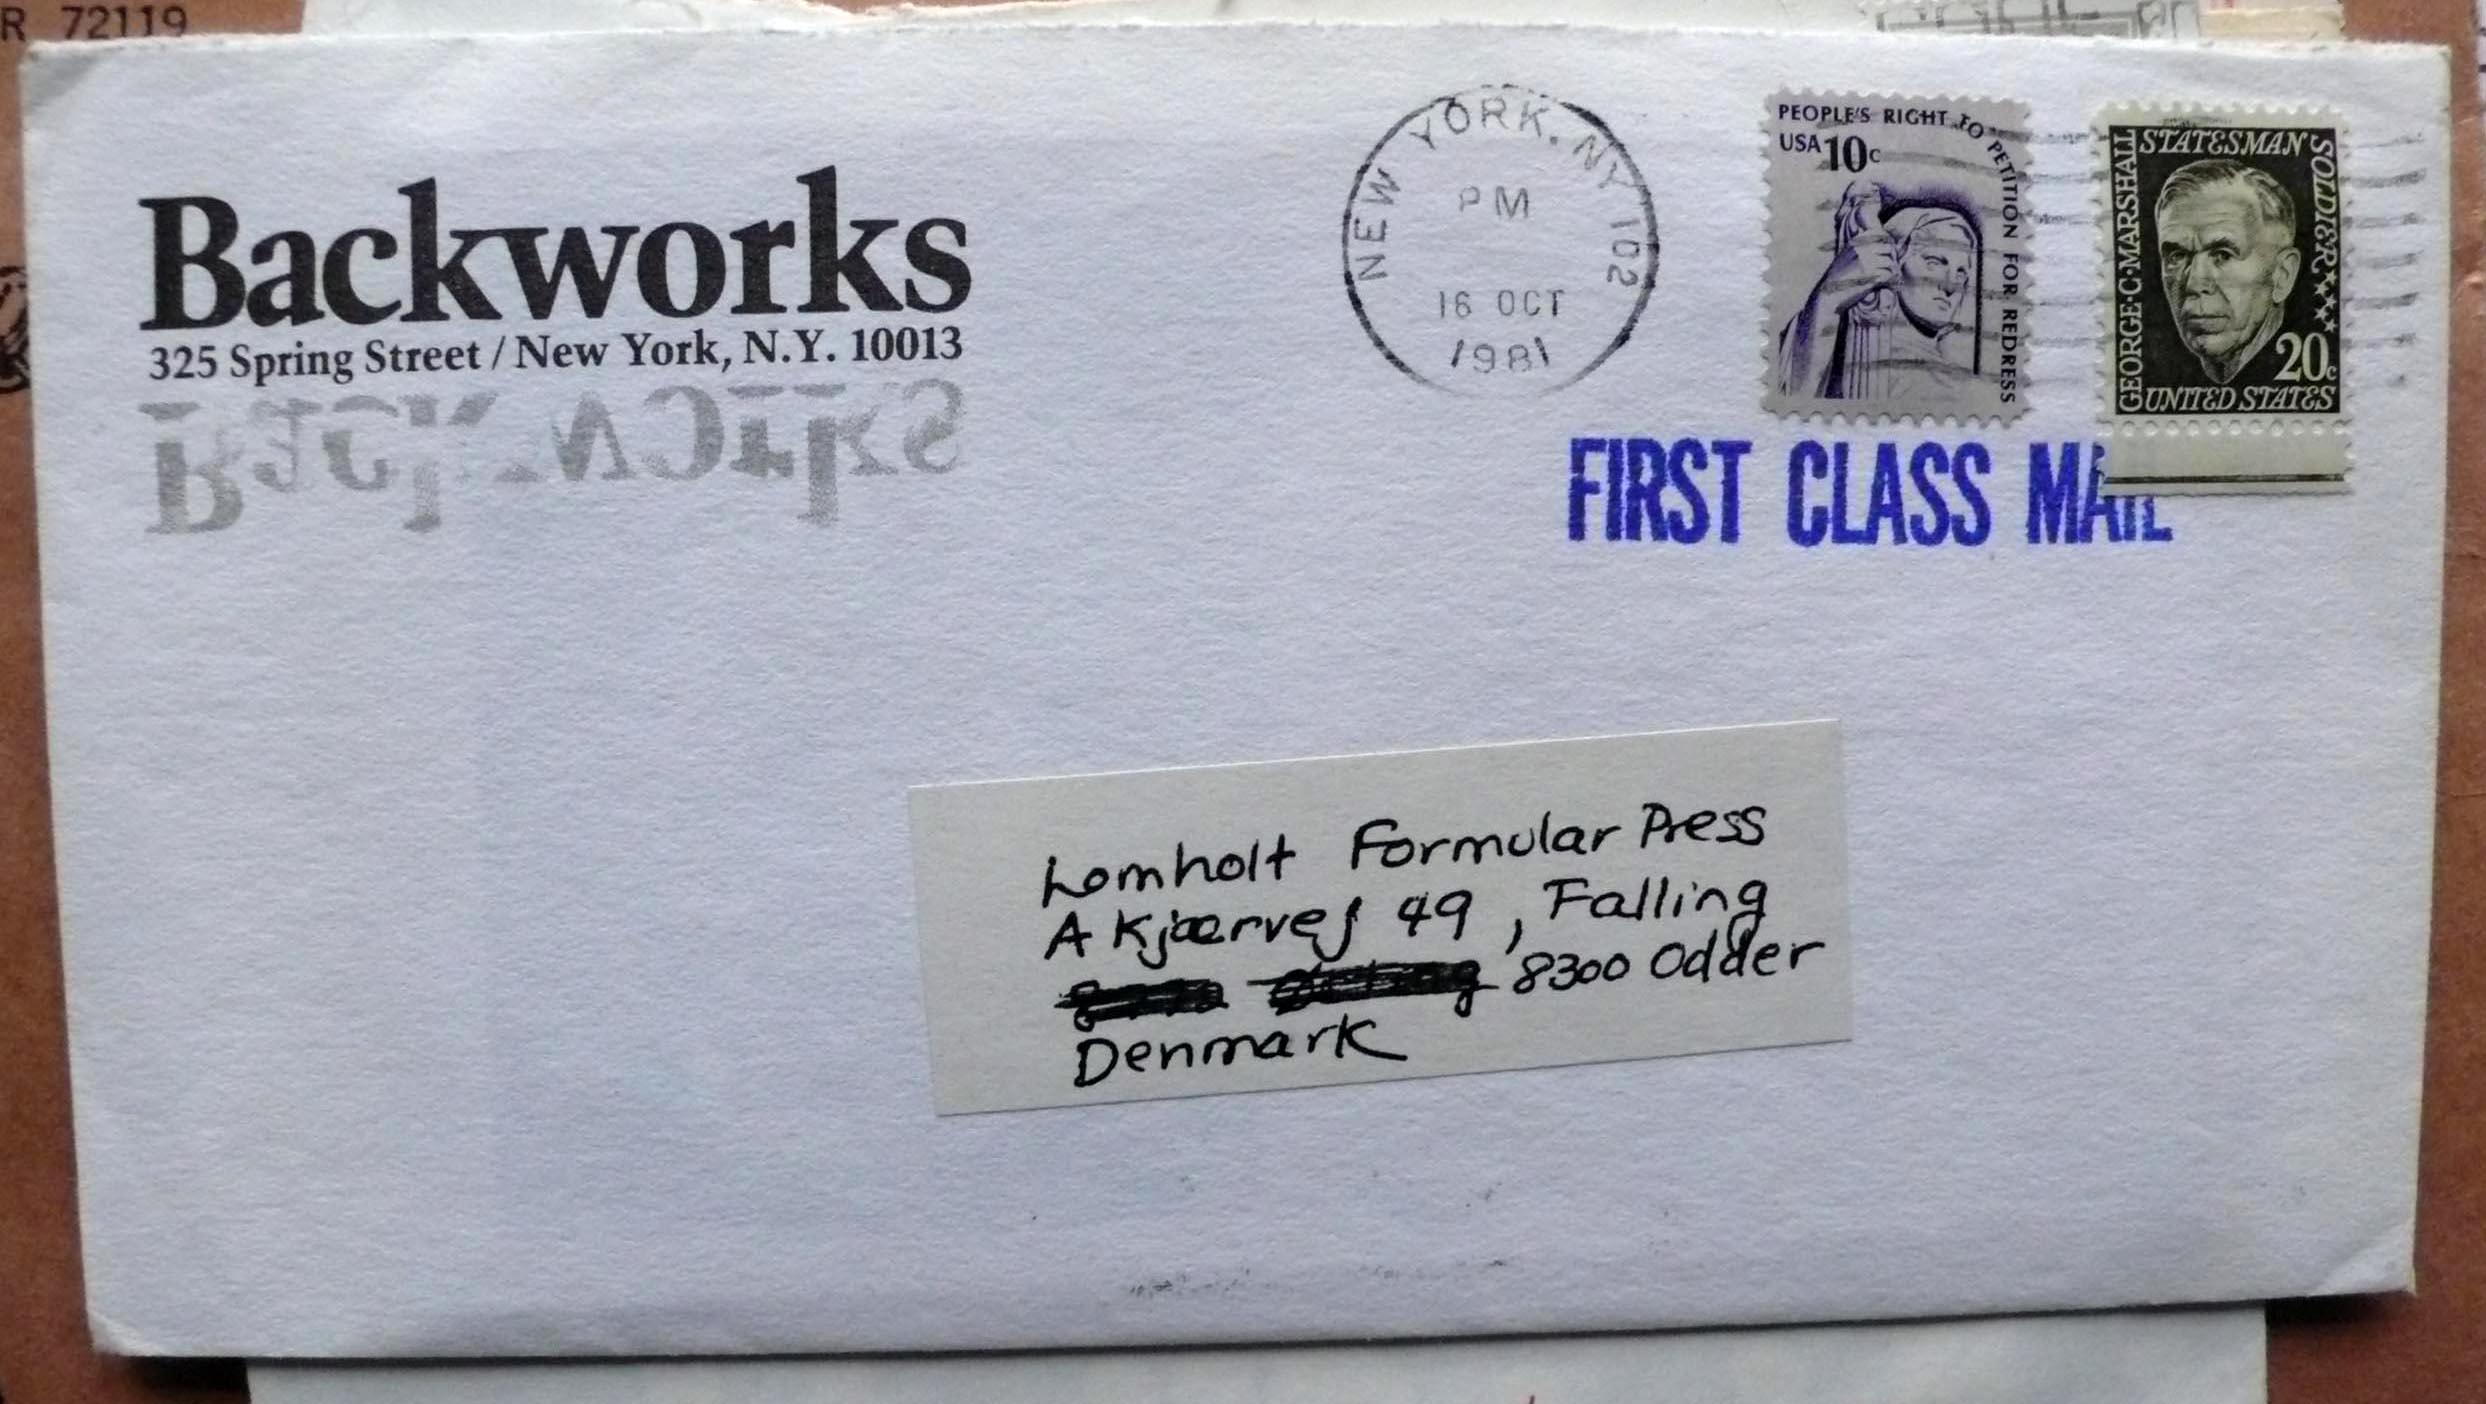 R 72119
Backworks
325 Spring Street / New York, N.Y. 10013
Backworks
NEW YORK, NY 102
PM
16 OCT
1981
PEOPLE'S RIGHT TO PETITION FOR REDRESS
USA 10c
GEORGE·C·MARSHALL
STATESMAN
SOLDIER
20c
UNITED STATES
FIRST CLASS MAIL
Lomholt Formular Press
A Kjærvej 49, Falling
8300 Odder
Denmark